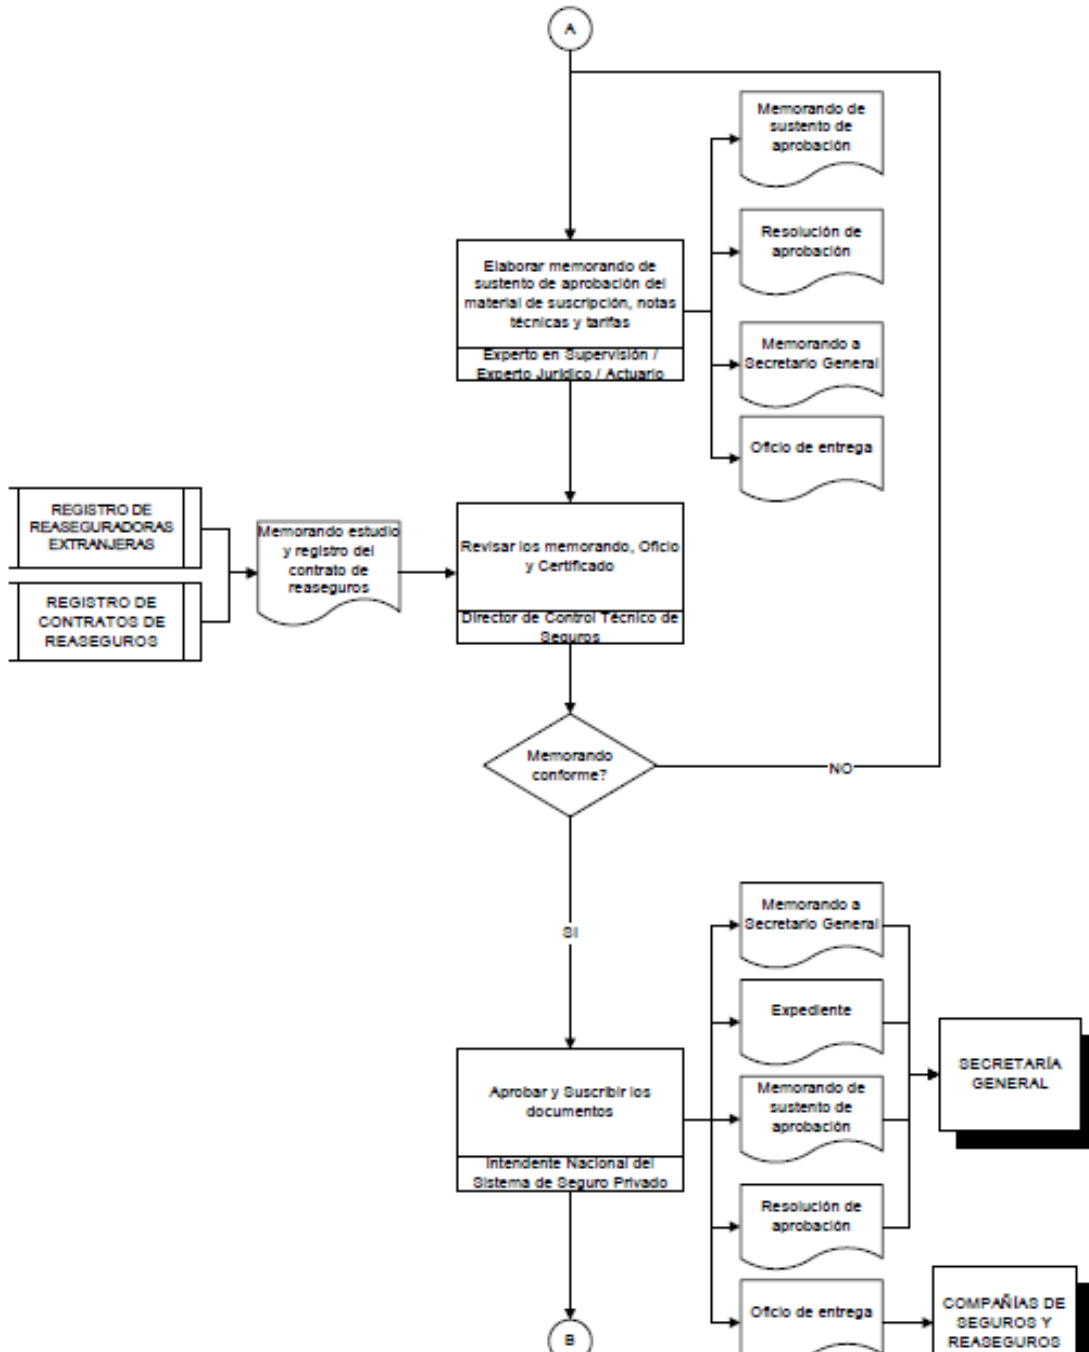 A
Memorando de
sustento de
aprobación
Resolución de
aprobación
Elaborar memorando de
sustento de aprobación del
material de suscripción, notas
técnicas y tarifas
Experto en Supervisión /
Experto Jurídico / Actuario
Memorando a
Secretario General
Oficio de entrega
REGISTRO DE
REASEGURADORAS
EXTRANJERAS
REGISTRO DE
CONTRATOS DE
REASEGUROS
Memorando estudio
y registro del
contrato de
reaseguros
Revisar los memorando, Oficio
y Certificado
Director de Control Técnico de
Seguros
Memorando
conforme?
NO
SI
Memorando a
Secretario General
Expediente
SECRETARÍA
GENERAL
Aprobar y Suscribir los
documentos
Intendente Nacional del
Sistema de Seguro Privado
Memorando de
sustento de
aprobación
Resolución de
aprobación
Oficio de entrega
COMPAÑÍAS DE
SEGUROS Y
REASEGUROS
B